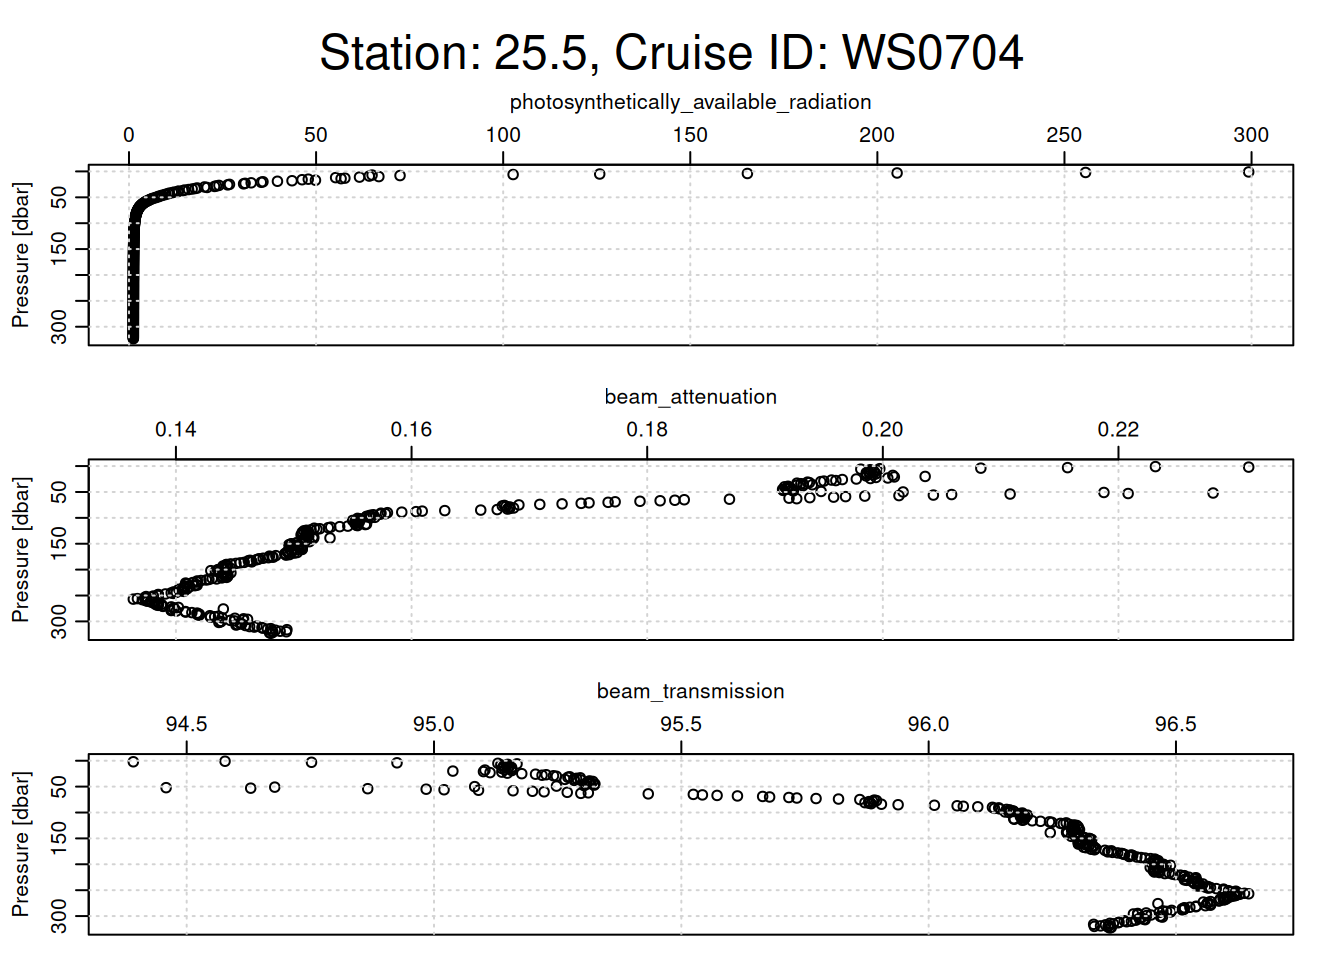 Station: 25.5, Cruise ID: WS0704
photosynthetically_available_radiation
0 50 100 150 200 250 300
Pressure [dbar]
50
150
300
beam_attenuation
0.14 0.16 0.18 0.20 0.22
Pressure [dbar]
50
150
300
beam_transmission
94.5 95.0 95.5 96.0 96.5
Pressure [dbar]
50
150
300